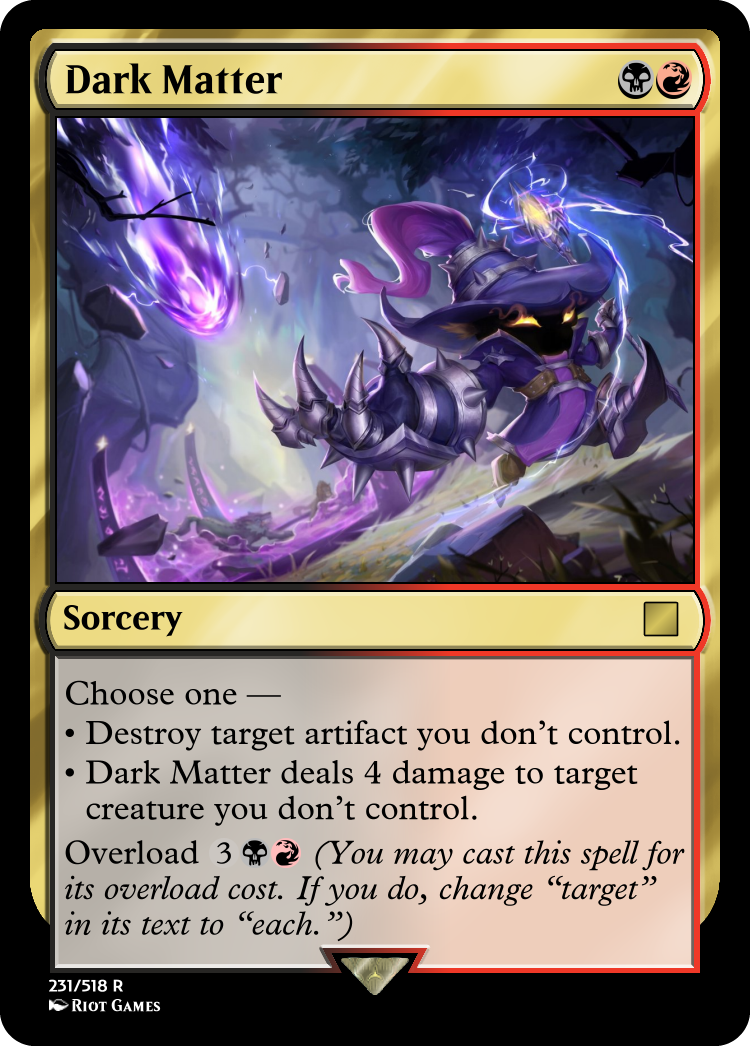 Dark Matter
Sorcery
Choose one —
• Destroy target artifact you don't control.
• Dark Matter deals 4 damage to target
creature you don't control.
Overload 3 (You may cast this spell for
its overload cost. If you do, change “target”
in its text to “each.”)
231/518 R
Riot Games